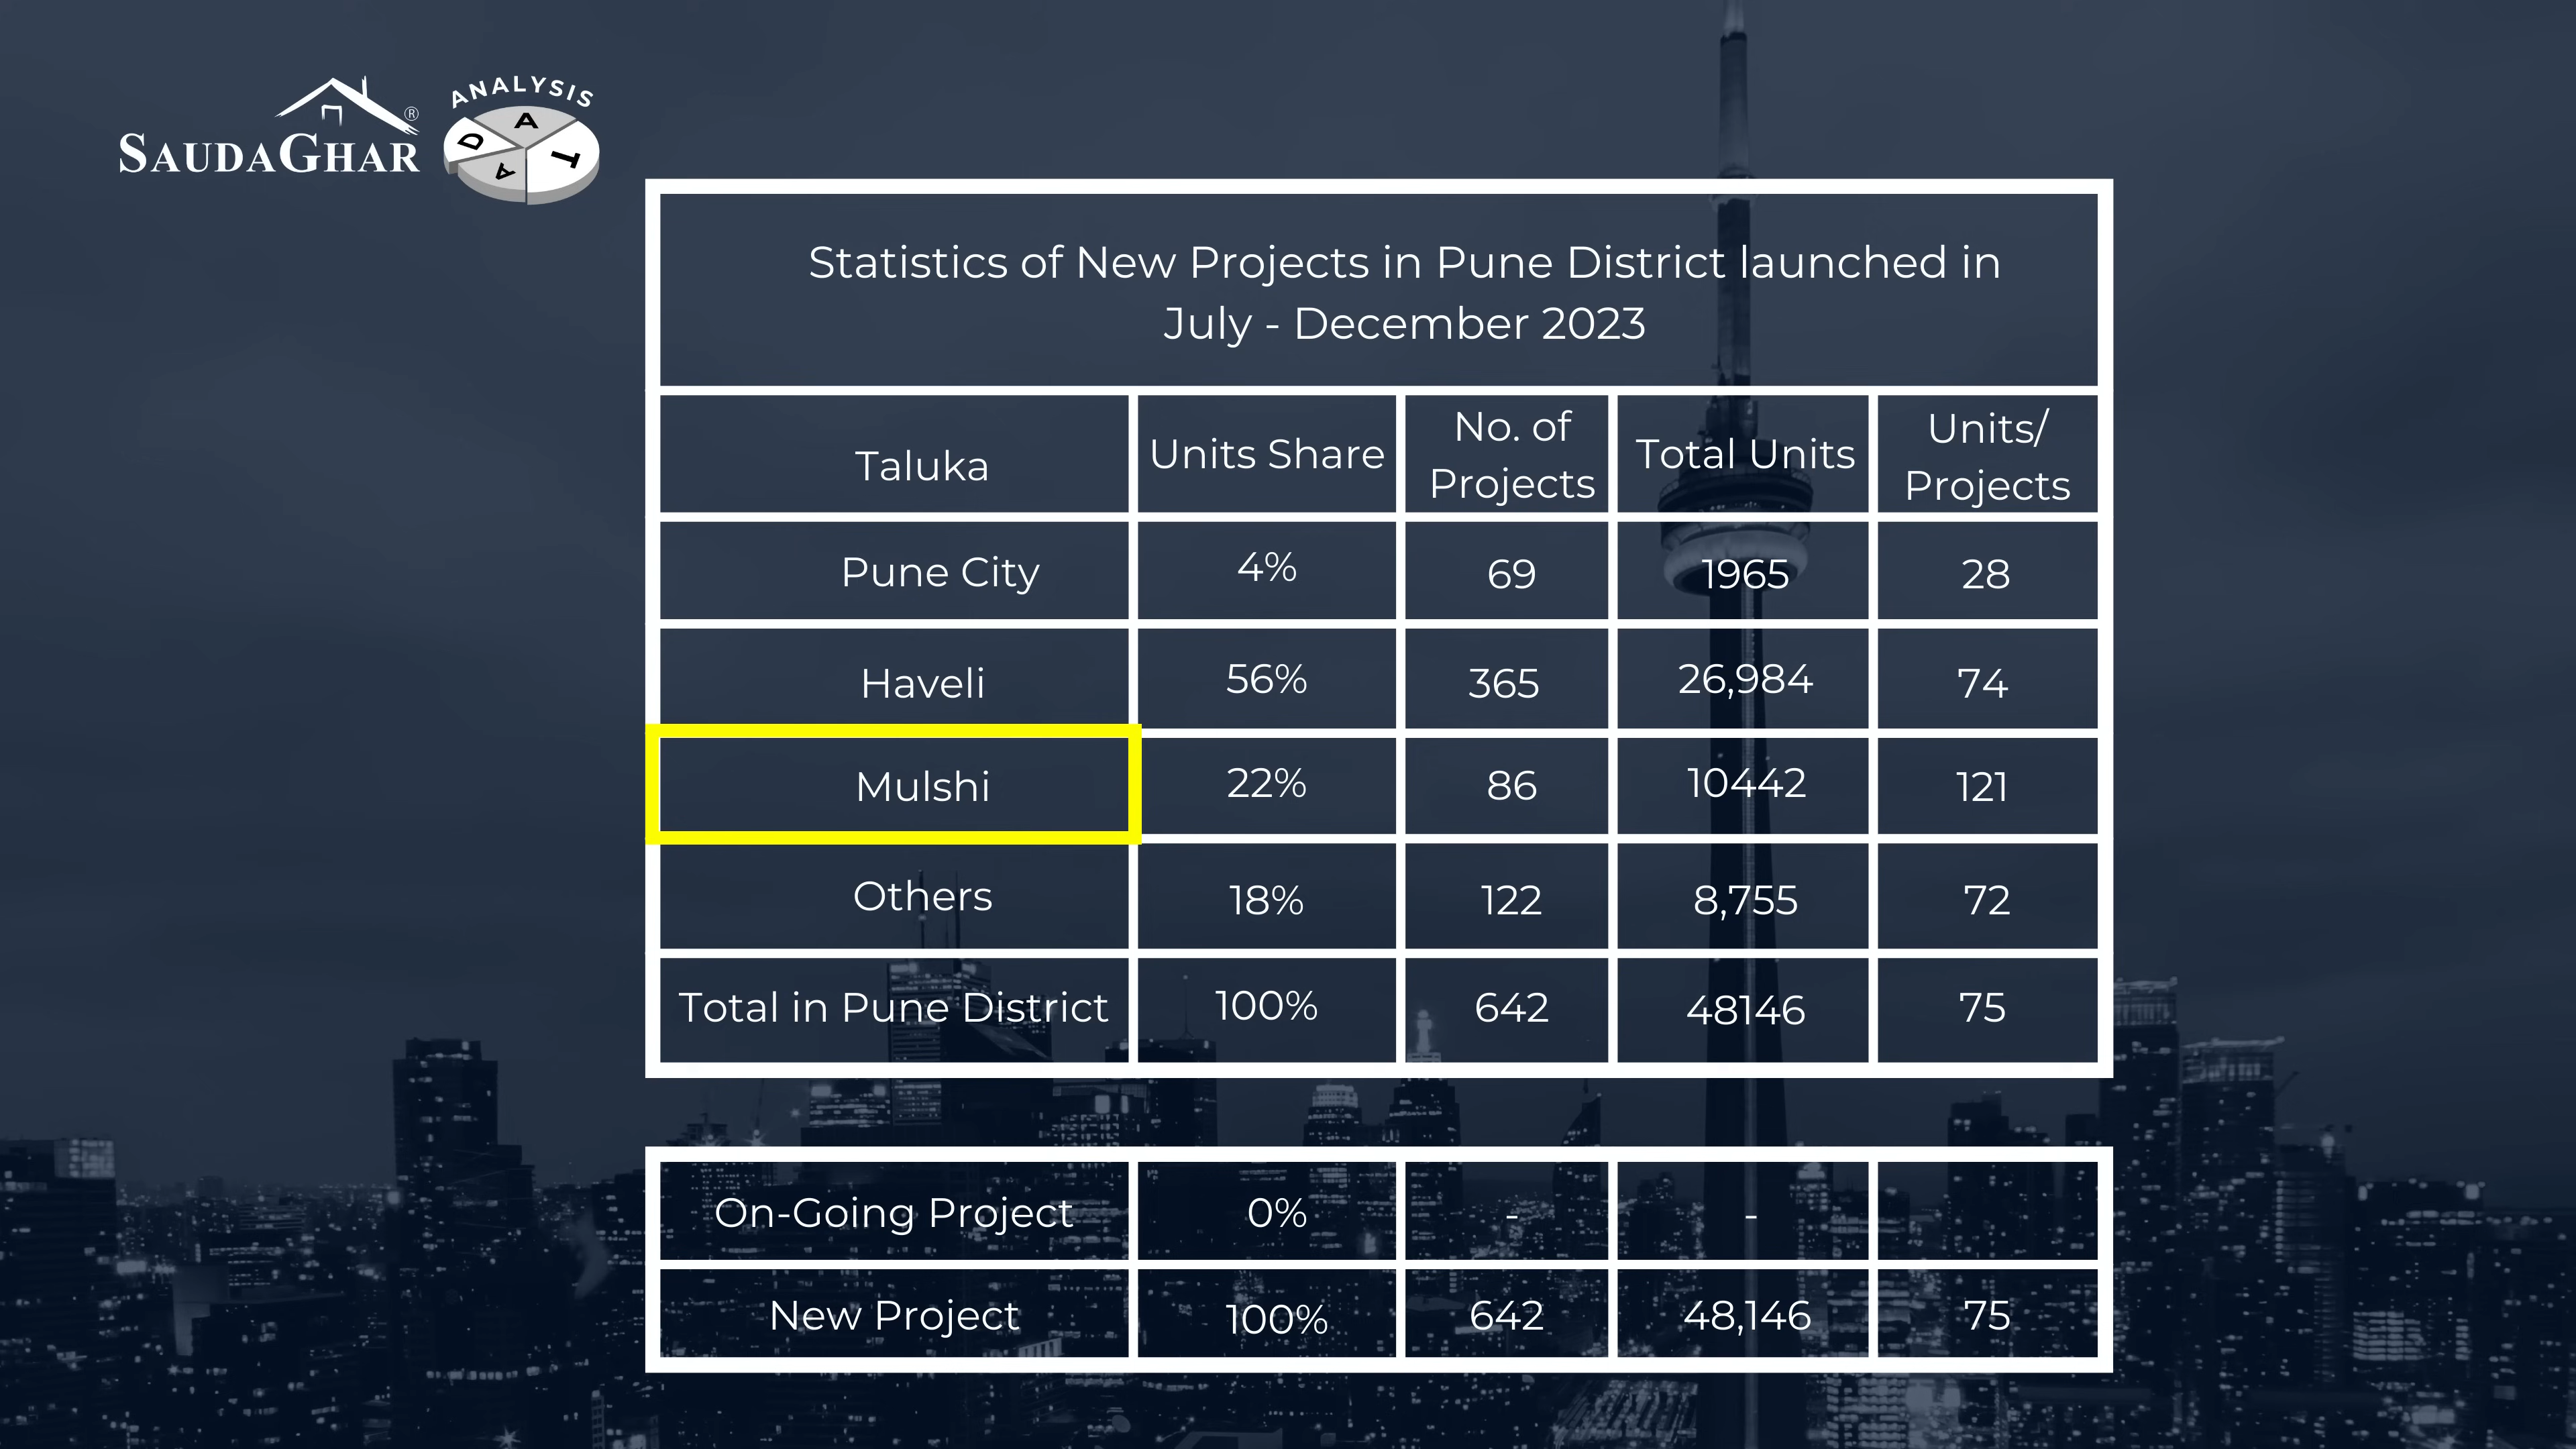 SAUDAGHAR®
ANALYSIS
DATA
Statistics of New Projects in Pune District launched in
July - December 2023
Taluka Units Share No. of Projects Total Units Units/ Projects
Pune City 4% 69 1965 28
Haveli 56% 365 26,984 74
Mulshi 22% 86 10442 121
Others 18% 122 8,755 72
Total in Pune District 100% 642 48146 75
On-Going Project 0% - -
New Project 100% 642 48,146 75